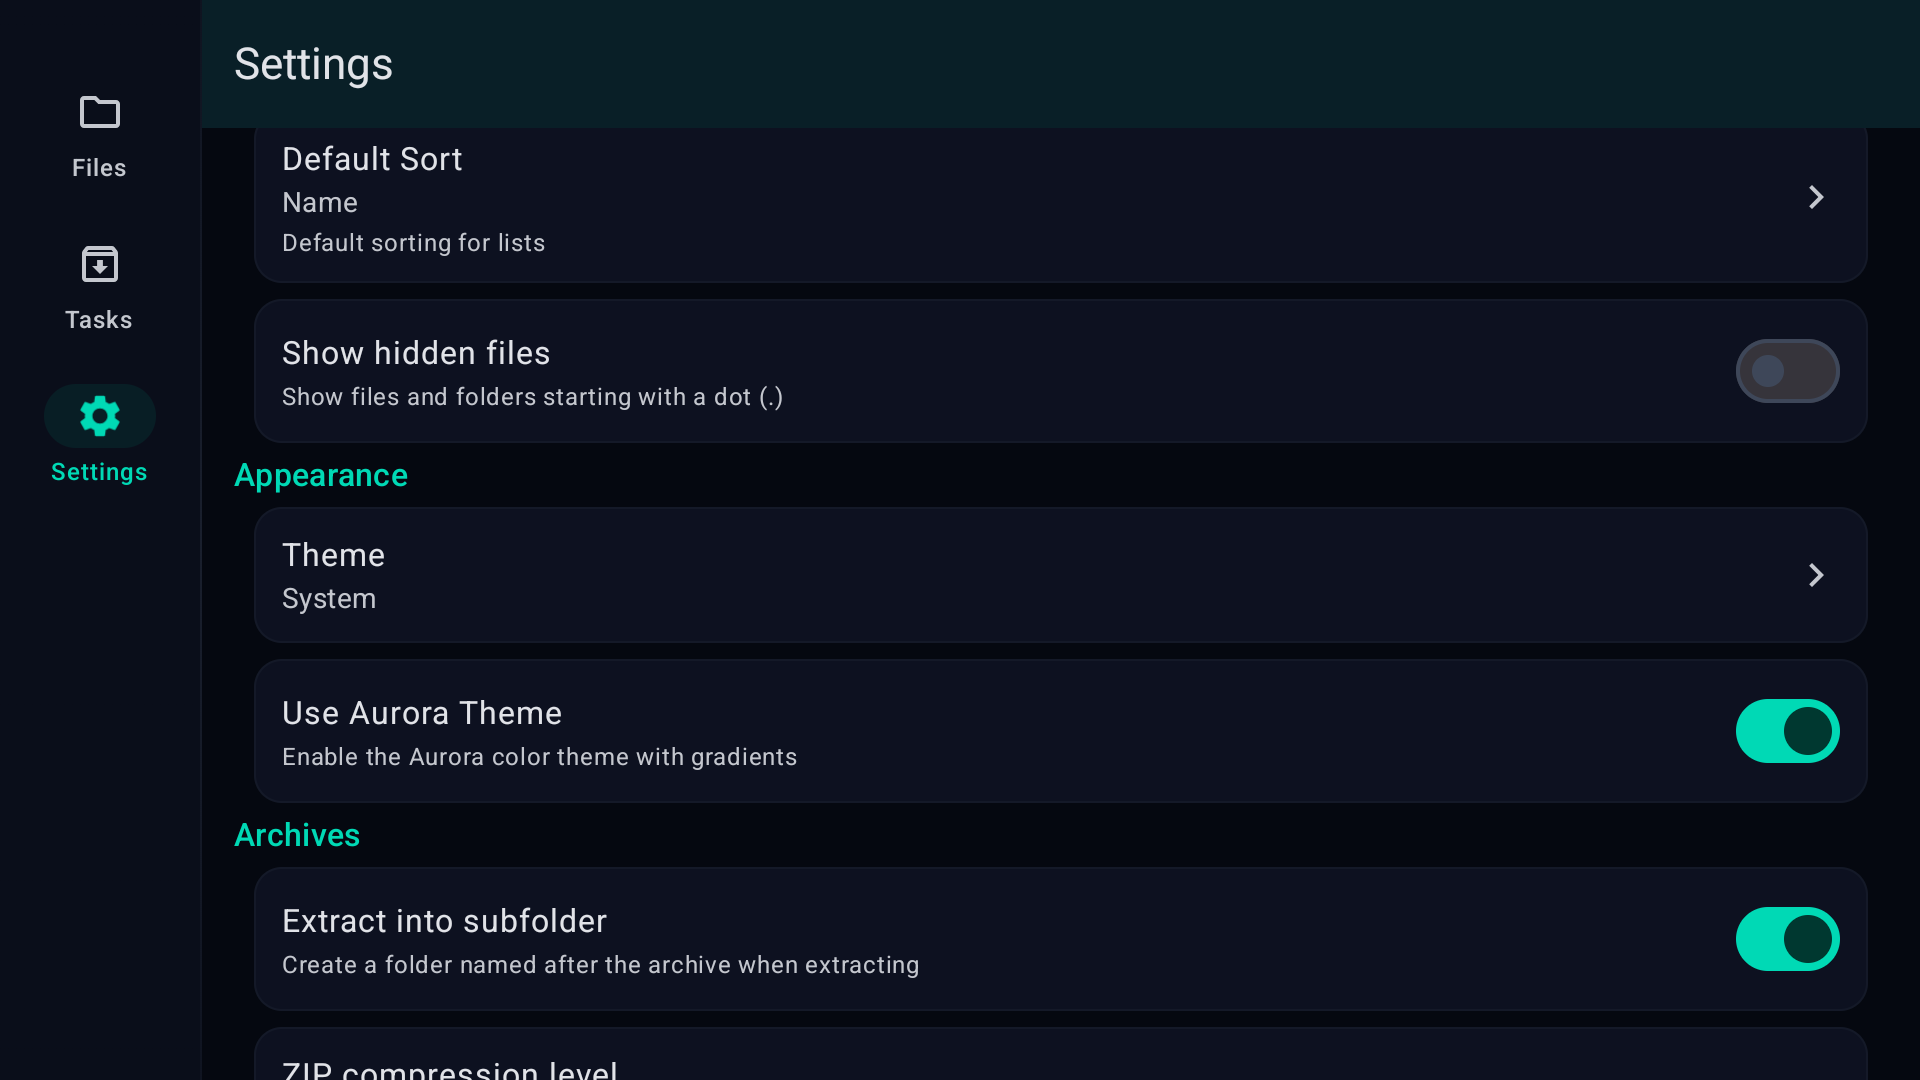 Settings
Files
Tasks
Settings
Default Sort
Name
Default sorting for lists
Show hidden files
Show files and folders starting with a dot (.)
Appearance
Theme
System
Use Aurora Theme
Enable the Aurora color theme with gradients
Archives
Extract into subfolder
Create a folder named after the archive when extracting
ZIP compression level